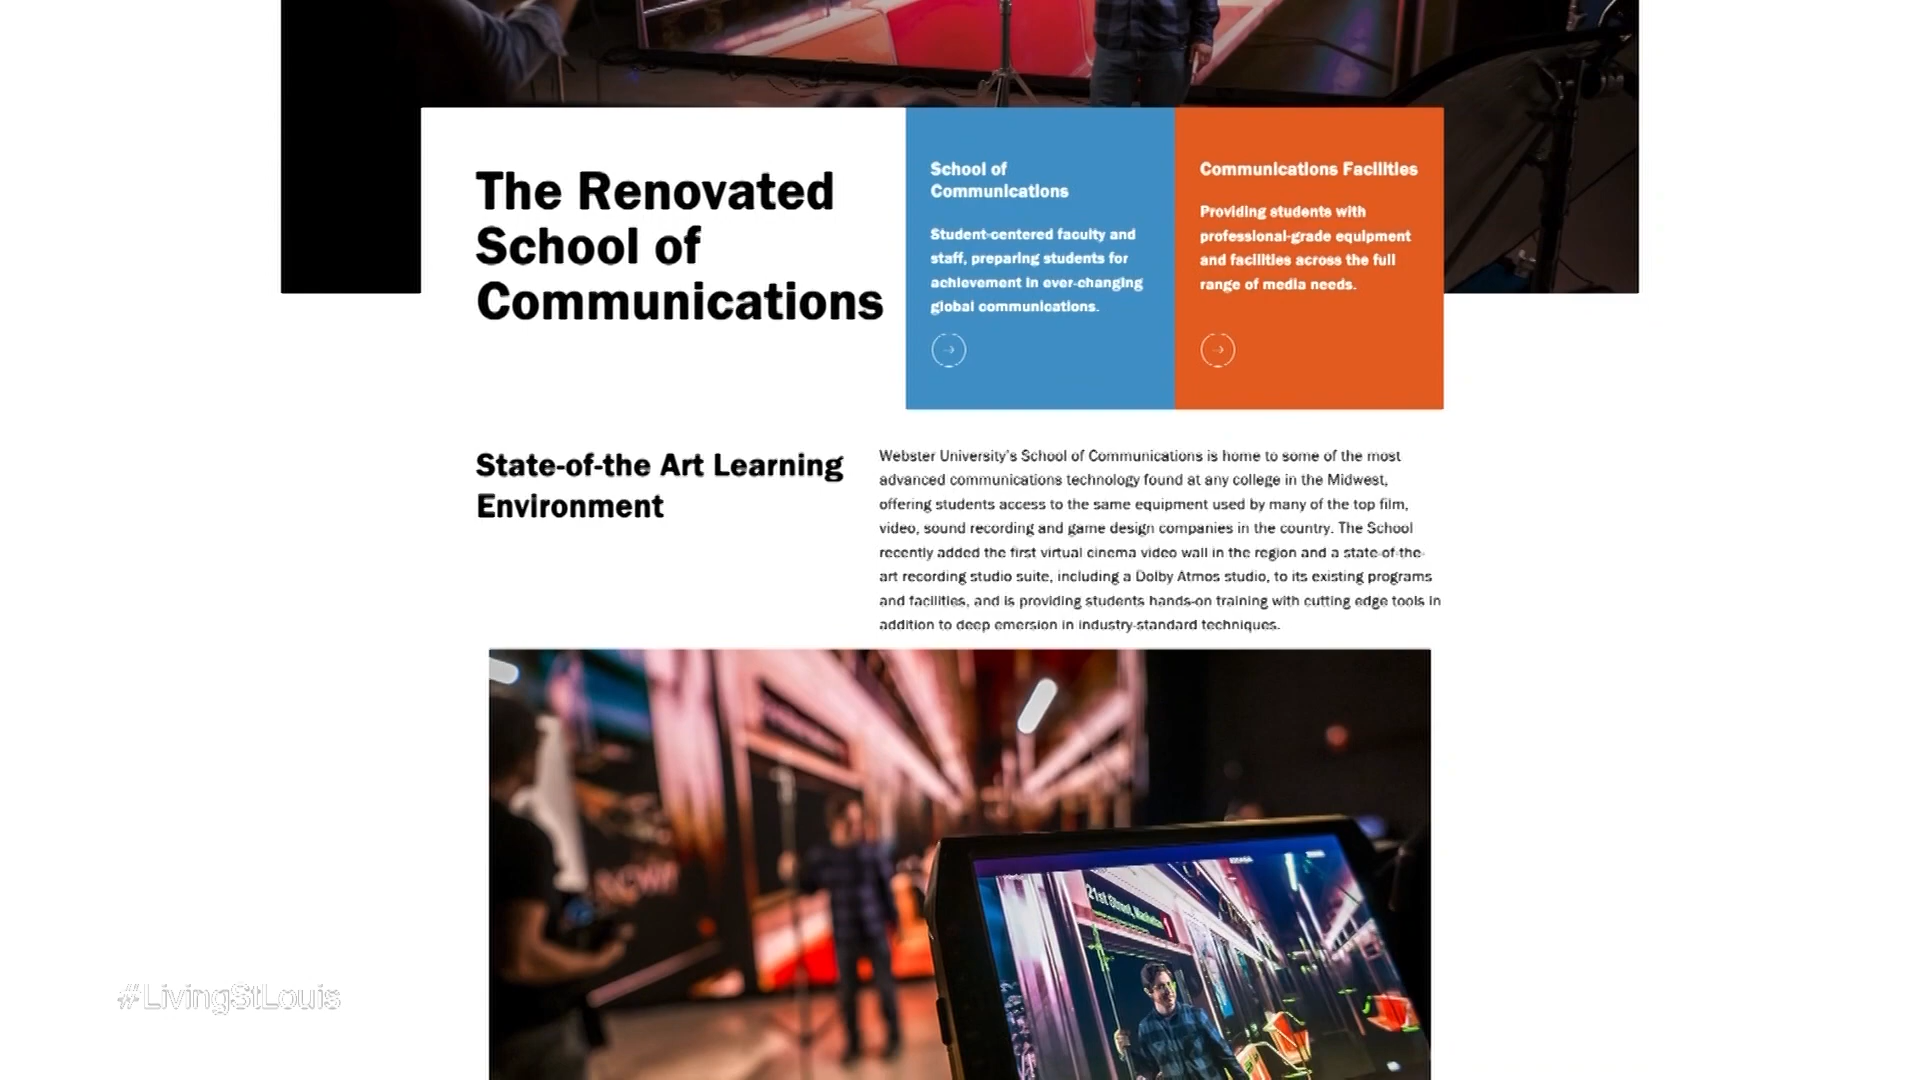 The Renovated
School of
Communications
School of
Communications
Student-centered faculty and
staff, preparing students for
achievement in ever-changing
global communications.
Communications Facilities
Providing students with
professional-grade equipment
and facilities across the full
range of media needs.
State-of-the Art Learning
Environment
Webster University's School of Communications is home to some of the most
advanced communications technology found at any college in the Midwest,
offering students access to the same equipment used by many of the top film,
video, sound recording and game design companies in the country. The School
recently added the first virtual cinema video wall in the region and a state-of-the-
art recording studio suite, including a Dolby Atmos studio, to its existing programs
and facilities, and is providing students hands-on training with cutting edge tools in
addition to deep emersion in industry-standard techniques.
21st Street, Manhattan
#LivingStLouis